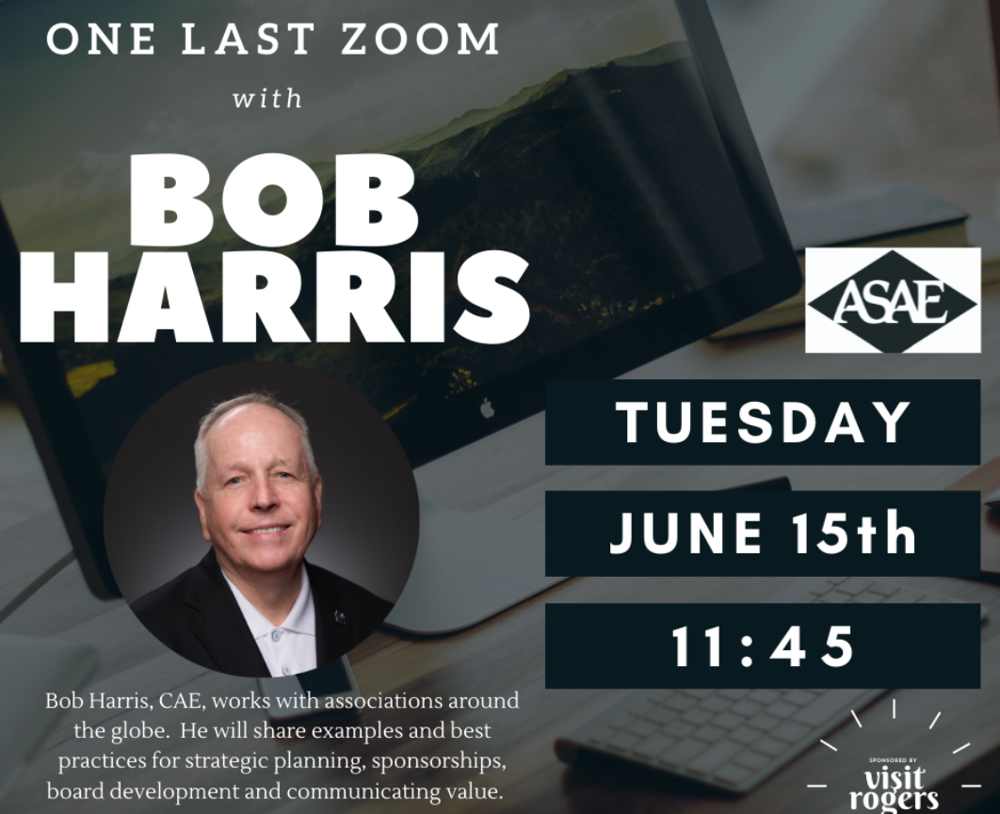 ONE LAST ZOOM
with
BOB
HARRIS
ASAE
TUESDAY
JUNE 15th
11:45
Bob Harris, CAE, works with associations around
the globe.  He will share examples and best
practices for strategic planning, sponsorships,
board development and communicating value.
SPONSORED BY
visit
rogers